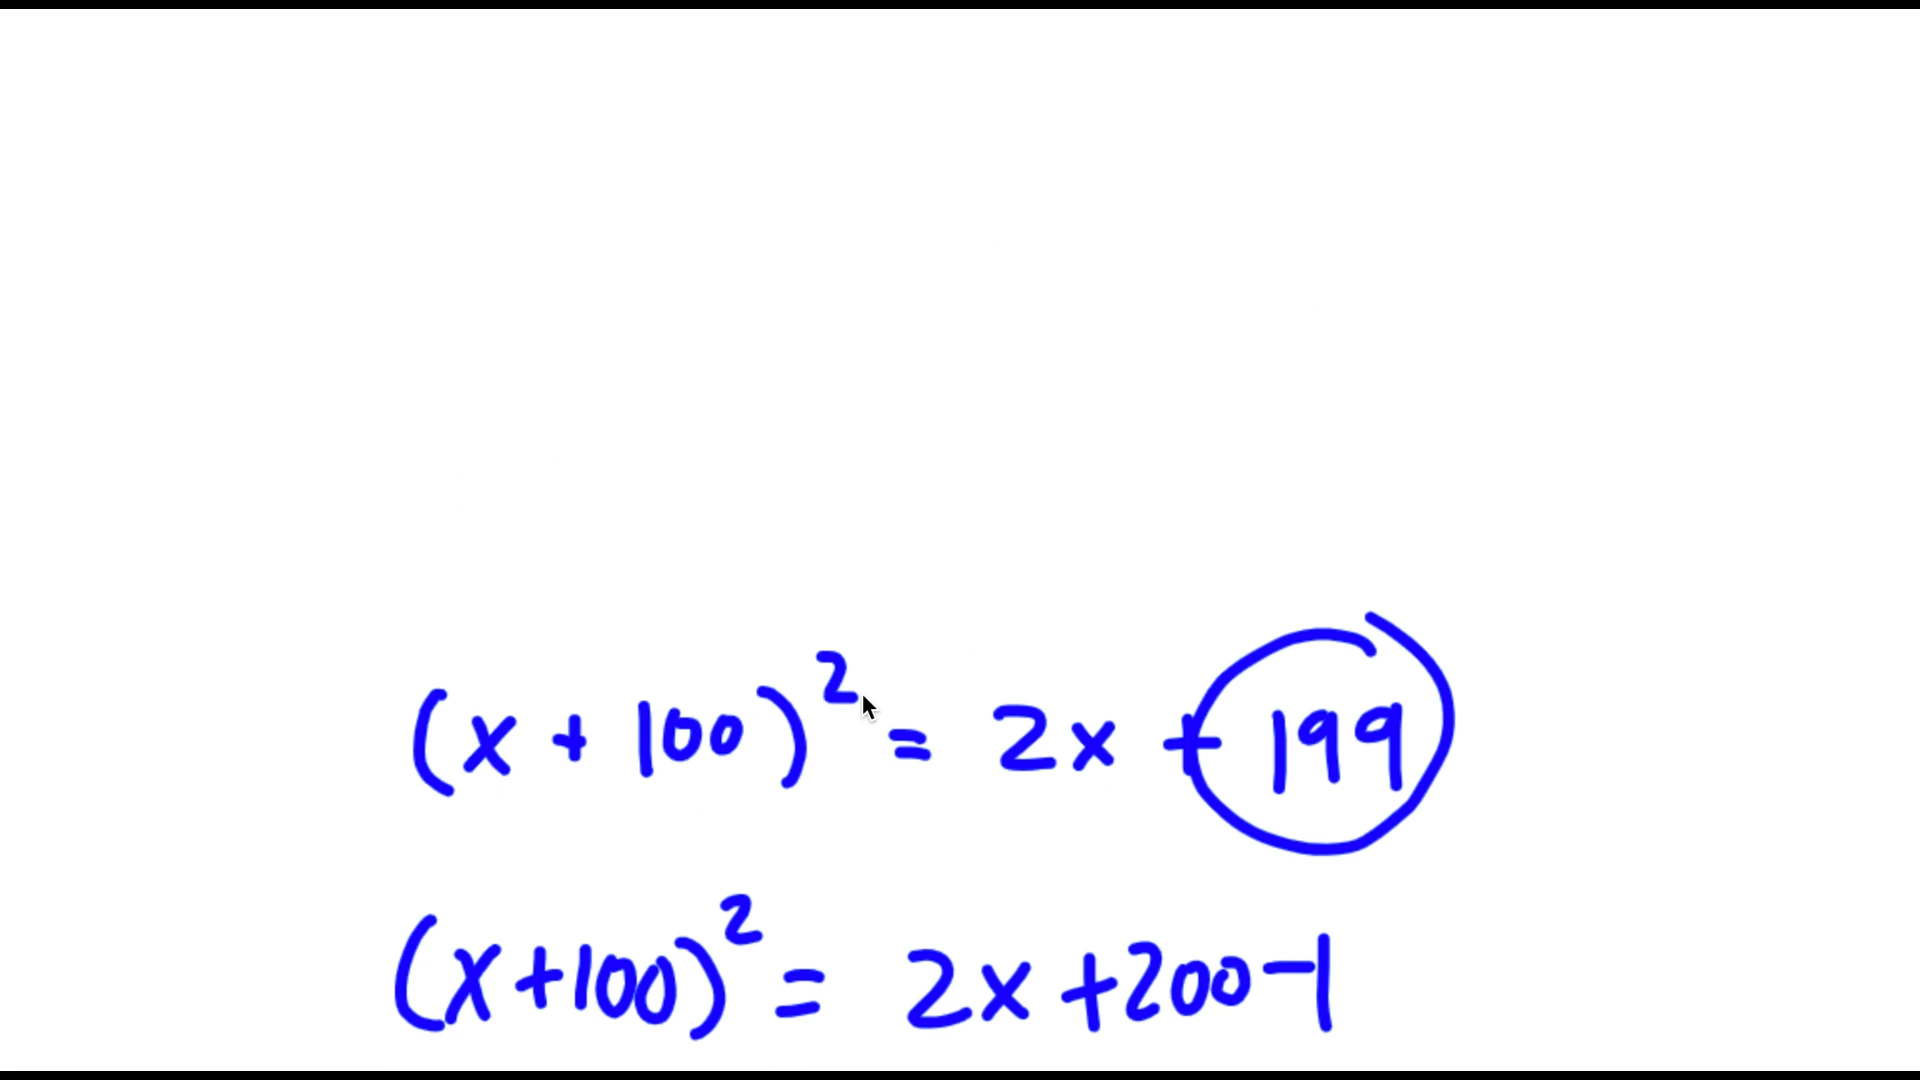 (x + 100)² = 2x + 199
(x+100)² = 2x +200-1